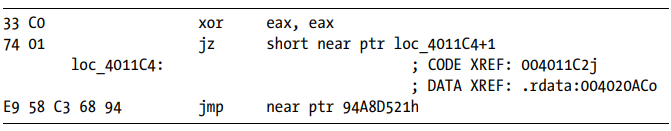 33 C0 xor eax, eax
74 01 jz short near ptr loc_4011C4+1
loc_4011C4: ; CODE XREF: 004011C2j
; DATA XREF: .rdata:004020ACo
E9 58 C3 68 94 jmp near ptr 94A8D521h